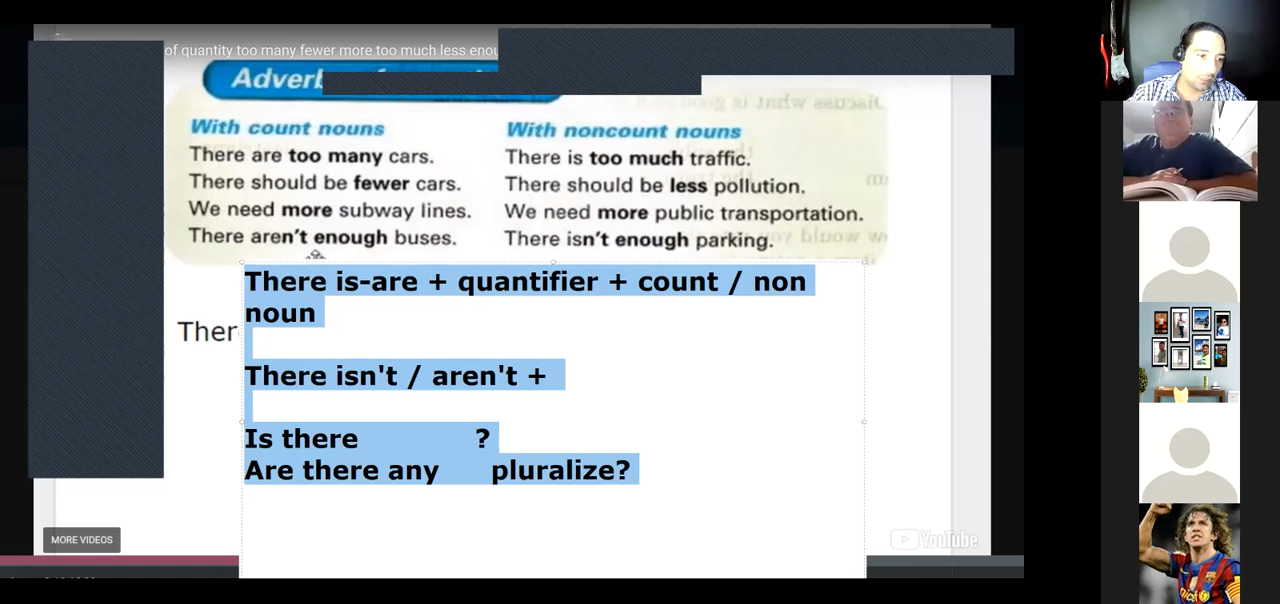 of quantity too many fewer more too much less enou
Adverb
With count nouns
There are too many cars.
There should be fewer cars.
We need more subway lines.
There aren't enough buses.
With noncount nouns
There is too much traffic.
There should be less pollution.
We need more public transportation.
There isn't enough parking.
There is-are + quantifier + count / non
noun
Ther
There isn't / aren't +
Is there ?
Are there any pluralize?
MORE VIDEOS
YouTube